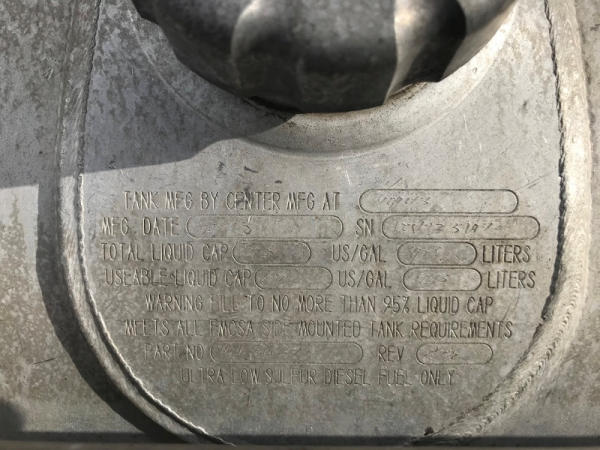 TANK MFG BY CENTER MFG AT
MFG. DATE SN
TOTAL LIQUID CAP US/GAL LITERS
USEABLE LIQUID CAP US/GAL LITERS
WARNING FILL TO NO MORE THAN 95% LIQUID CAP
MEETS ALL FMCSA SIDE MOUNTED TANK REQUIREMENTS
PART NO REV
ULTRA LOW SULFUR DIESEL FUEL ONLY